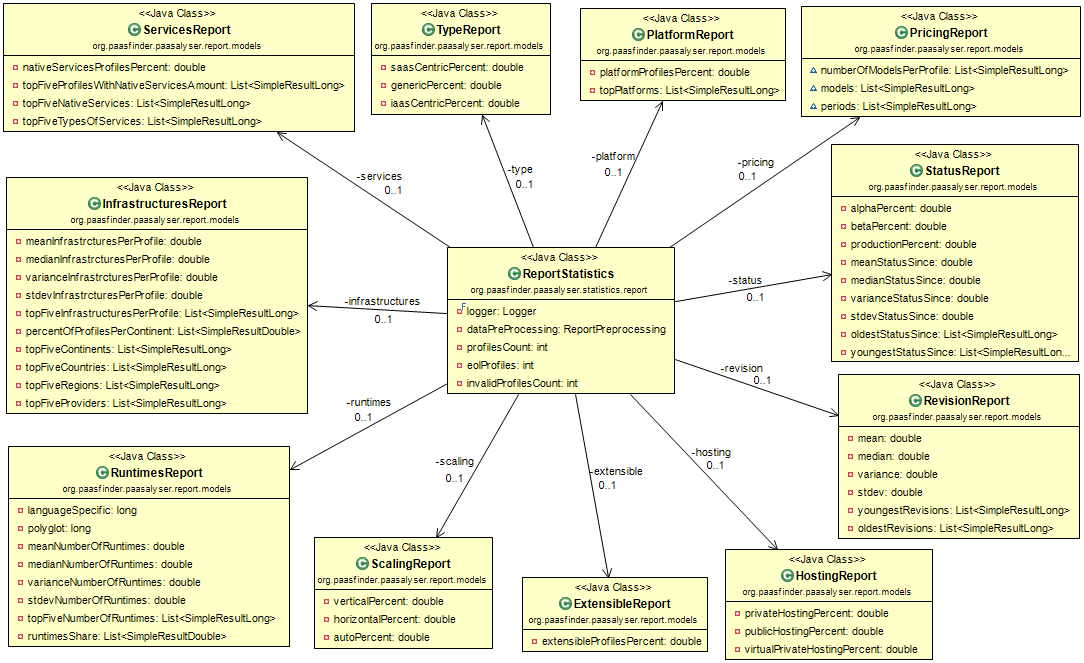 <<Java Class>>
ServicesReport
org.paasfinder.paasalyser.report.models
nativeServicesProfilesPercent: double
topFiveProfilesWithNativeServicesAmount: List<SimpleResultLong>
topFiveNativeServices: List<SimpleResultLong>
topFiveTypesOfServices: List<SimpleResultLong>
<<Java Class>>
TypeReport
org.paasfinder.paasalyser.report.models
saasCentricPercent: double
genericPercent: double
iaasCentricPercent: double
<<Java Class>>
PlatformReport
org.paasfinder.paasalyser.report.models
platformProfilesPercent: double
topPlatforms: List<SimpleResultLong>
<<Java Class>>
PricingReport
org.paasfinder.paasalyser.report.models
numberOfModelsPerProfile: List<SimpleResultLong>
models: List<SimpleResultLong>
periods: List<SimpleResultLong>
-services
0..1
-type
0..1
-platform
0..1
-pricing
0..1
<<Java Class>>
InfrastructuresReport
org.paasfinder.paasalyser.report.models
meanInfrastrcturesPerProfile: double
medianInfrastrcturesPerProfile: double
varianceInfrastrcturesPerProfile: double
stdevInfrastrcturesPerProfile: double
topFiveInfrastructuresPerProfile: List<SimpleResultLong>
percentOfProfilesPerContinent: List<SimpleResultDouble>
topFiveContinents: List<SimpleResultLong>
topFiveCountries: List<SimpleResultLong>
topFiveRegions: List<SimpleResultLong>
topFiveProviders: List<SimpleResultLong>
-infrastructures
0..1
<<Java Class>>
ReportStatistics
org.paasfinder.paasalyser.statistics.report
F
logger: Logger
dataPreProcessing: ReportPreprocessing
profilesCount: int
eolProfiles: int
invalidProfilesCount: int
-status
0..1
<<Java Class>>
StatusReport
org.paasfinder.paasalyser.report.models
alphaPercent: double
betaPercent: double
productionPercent: double
meanStatusSince: double
medianStatusSince: double
varianceStatusSince: double
stdevStatusSince: double
oldestStatusSince: List<SimpleResultLong>
youngestStatusSince: List<SimpleResultLon...
-revision
0..1
<<Java Class>>
RevisionReport
org.paasfinder.paasalyser.report.models
mean: double
median: double
variance: double
stdev: double
youngestRevisions: List<SimpleResultLong>
oldestRevisions: List<SimpleResultLong>
-runtimes
0..1
-scaling
0..1
-extensible
0..1
-hosting
0..1
<<Java Class>>
RuntimesReport
org.paasfinder.paasalyser.report.models
languageSpecific: long
polyglot: long
meanNumberOfRuntimes: double
medianNumberOfRuntimes: double
varianceNumberOfRuntimes: double
stdevNumberOfRuntimes: double
topFiveNumberOfRuntimes: List<SimpleResultLong>
runtimesShare: List<SimpleResultDouble>
<<Java Class>>
ScalingReport
org.paasfinder.paasalyser.report.models
verticalPercent: double
horizontalPercent: double
autoPercent: double
<<Java Class>>
ExtensibleReport
org.paasfinder.paasalyser.report.models
extensibleProfilesPercent: double
<<Java Class>>
HostingReport
org.paasfinder.paasalyser.report.models
privateHostingPercent: double
publicHostingPercent: double
virtualPrivateHostingPercent: double